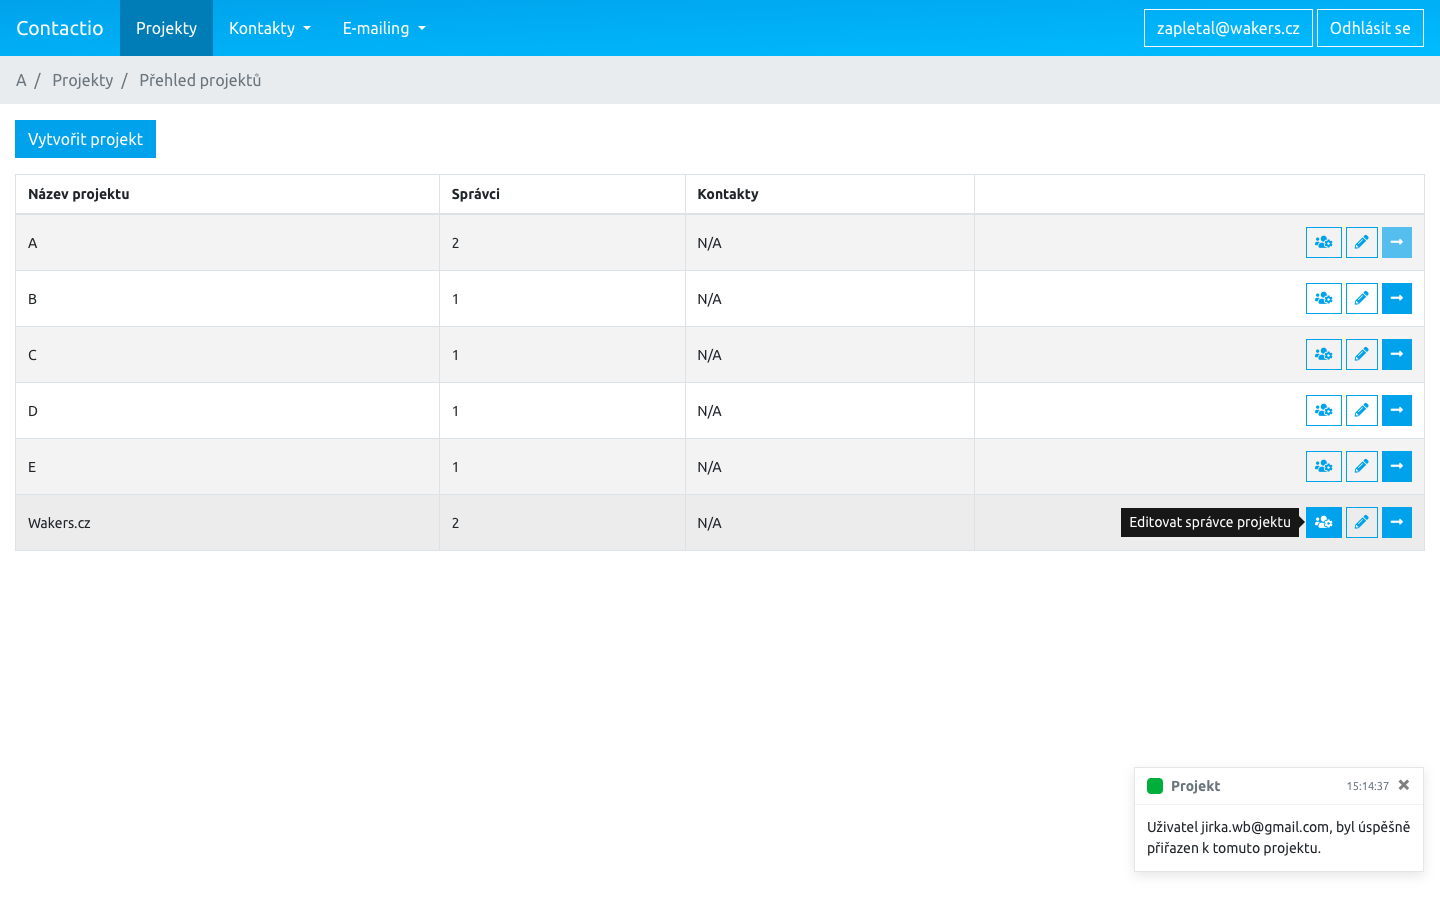 Contactio Projekty Kontakty E-mailing zapletal@wakers.cz Odhlásit se
A / Projekty / Přehled projektů
Vytvořit projekt
Název projektu Správci Kontakty
A 2 N/A
B 1 N/A
C 1 N/A
D 1 N/A
E 1 N/A
Wakers.cz 2 N/A Editovat správce projektu
Projekt 15:14:37
Uživatel jirka.wb@gmail.com, byl úspěšně
přiřazen k tomuto projektu.